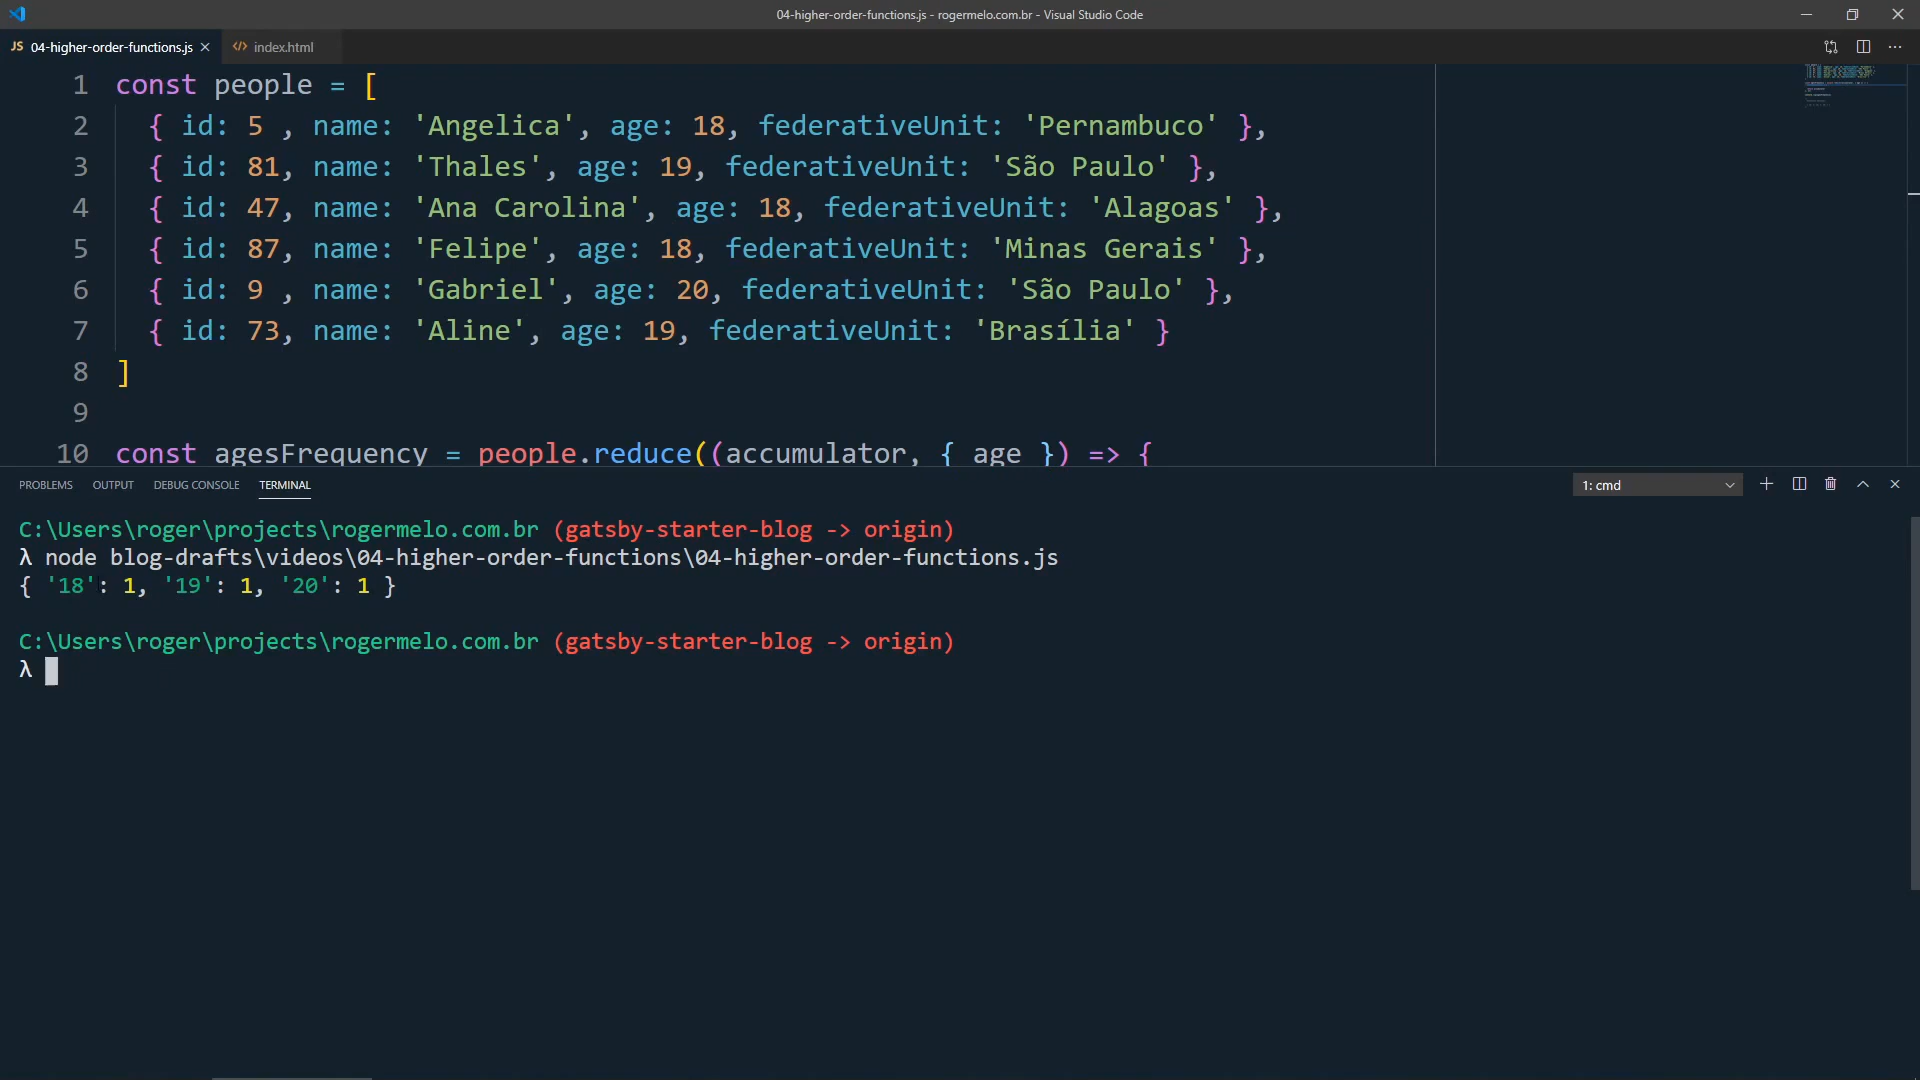 04-higher-order-functions.js - rogermelo.com.br - Visual Studio Code
JS 04-higher-order-functions.js index.html
1 const people = [
2 { id: 5 , name: 'Angelica', age: 18, federativeUnit: 'Pernambuco' },
3 { id: 81, name: 'Thales', age: 19, federativeUnit: 'São Paulo' },
4 { id: 47, name: 'Ana Carolina', age: 18, federativeUnit: 'Alagoas' },
5 { id: 87, name: 'Felipe', age: 18, federativeUnit: 'Minas Gerais' },
6 { id: 9 , name: 'Gabriel', age: 20, federativeUnit: 'São Paulo' },
7 { id: 73, name: 'Aline', age: 19, federativeUnit: 'Brasília' }
8 ]
9
10 const agesFrequency = people.reduce((accumulator, { age }) => {
PROBLEMS OUTPUT DEBUG CONSOLE TERMINAL 1: cmd
C:\Users\roger\projects\rogermelo.com.br (gatsby-starter-blog -> origin)
λ node blog-drafts\videos\04-higher-order-functions\04-higher-order-functions.js
{ '18': 1, '19': 1, '20': 1 }
C:\Users\roger\projects\rogermelo.com.br (gatsby-starter-blog -> origin)
λ